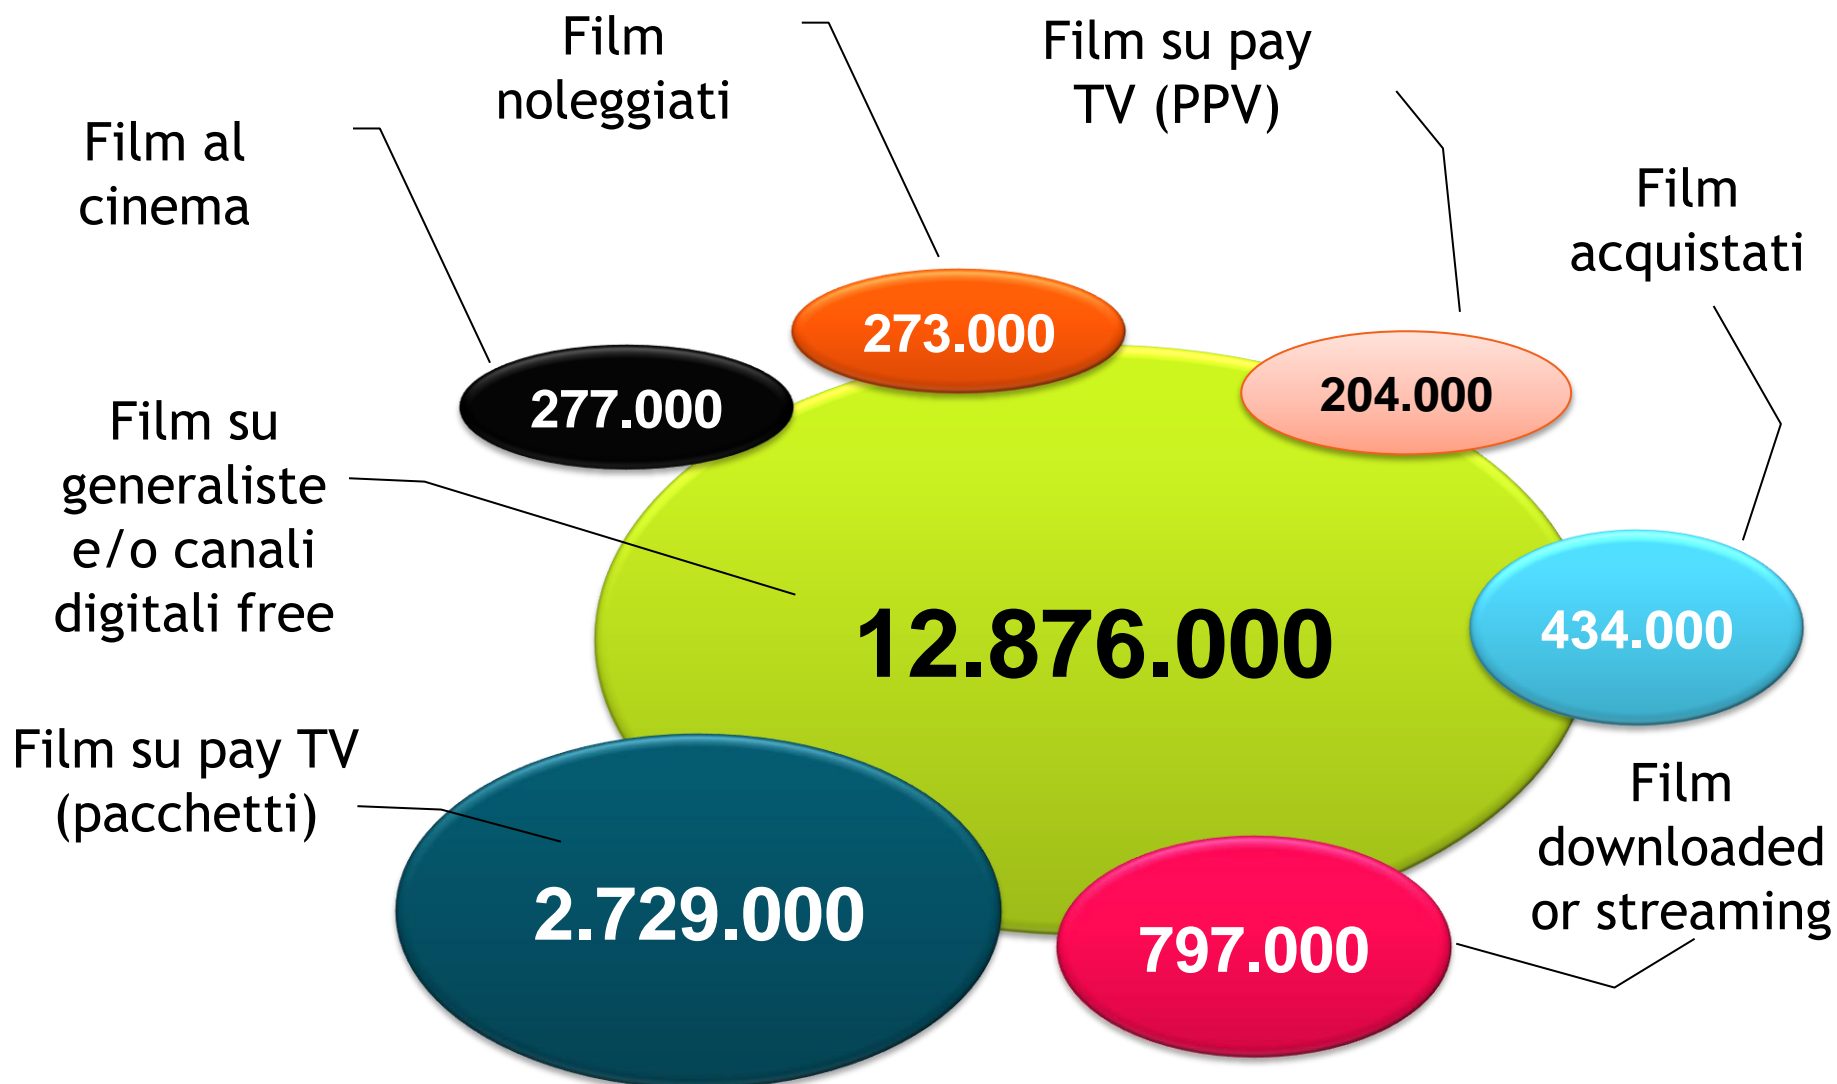 Film
noleggiati
Film su pay
TV (PPV)
Film al
cinema
Film
acquistati
273.000
277.000
204.000
Film su
generaliste
e/o canali
digitali free
12.876.000
434.000
Film su pay TV
(pacchetti)
2.729.000
797.000
Film
downloaded
or streaming